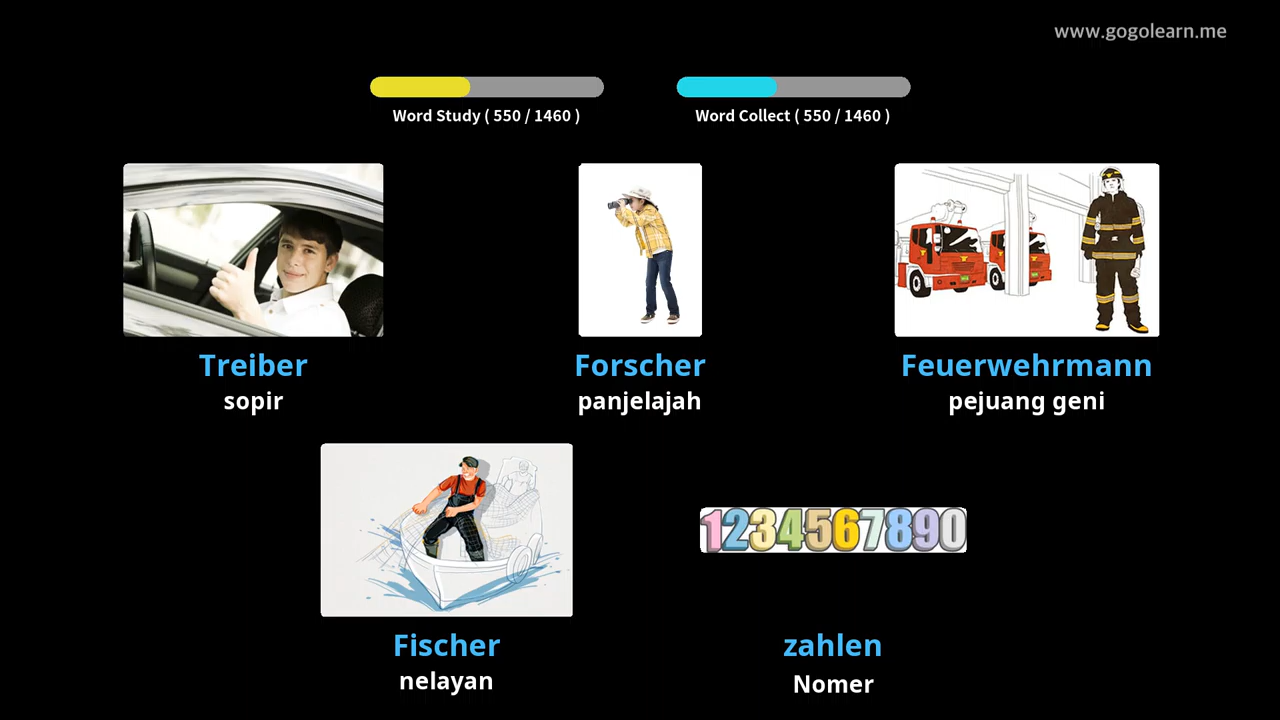 www.gogolearn.me
Word Study ( 550 / 1460 )
Word Collect ( 550 / 1460 )
Treiber
sopir
Forscher
panjelajah
Feuerwehrmann
pejuang geni
Fischer
nelayan
1234567890
zahlen
Nomer